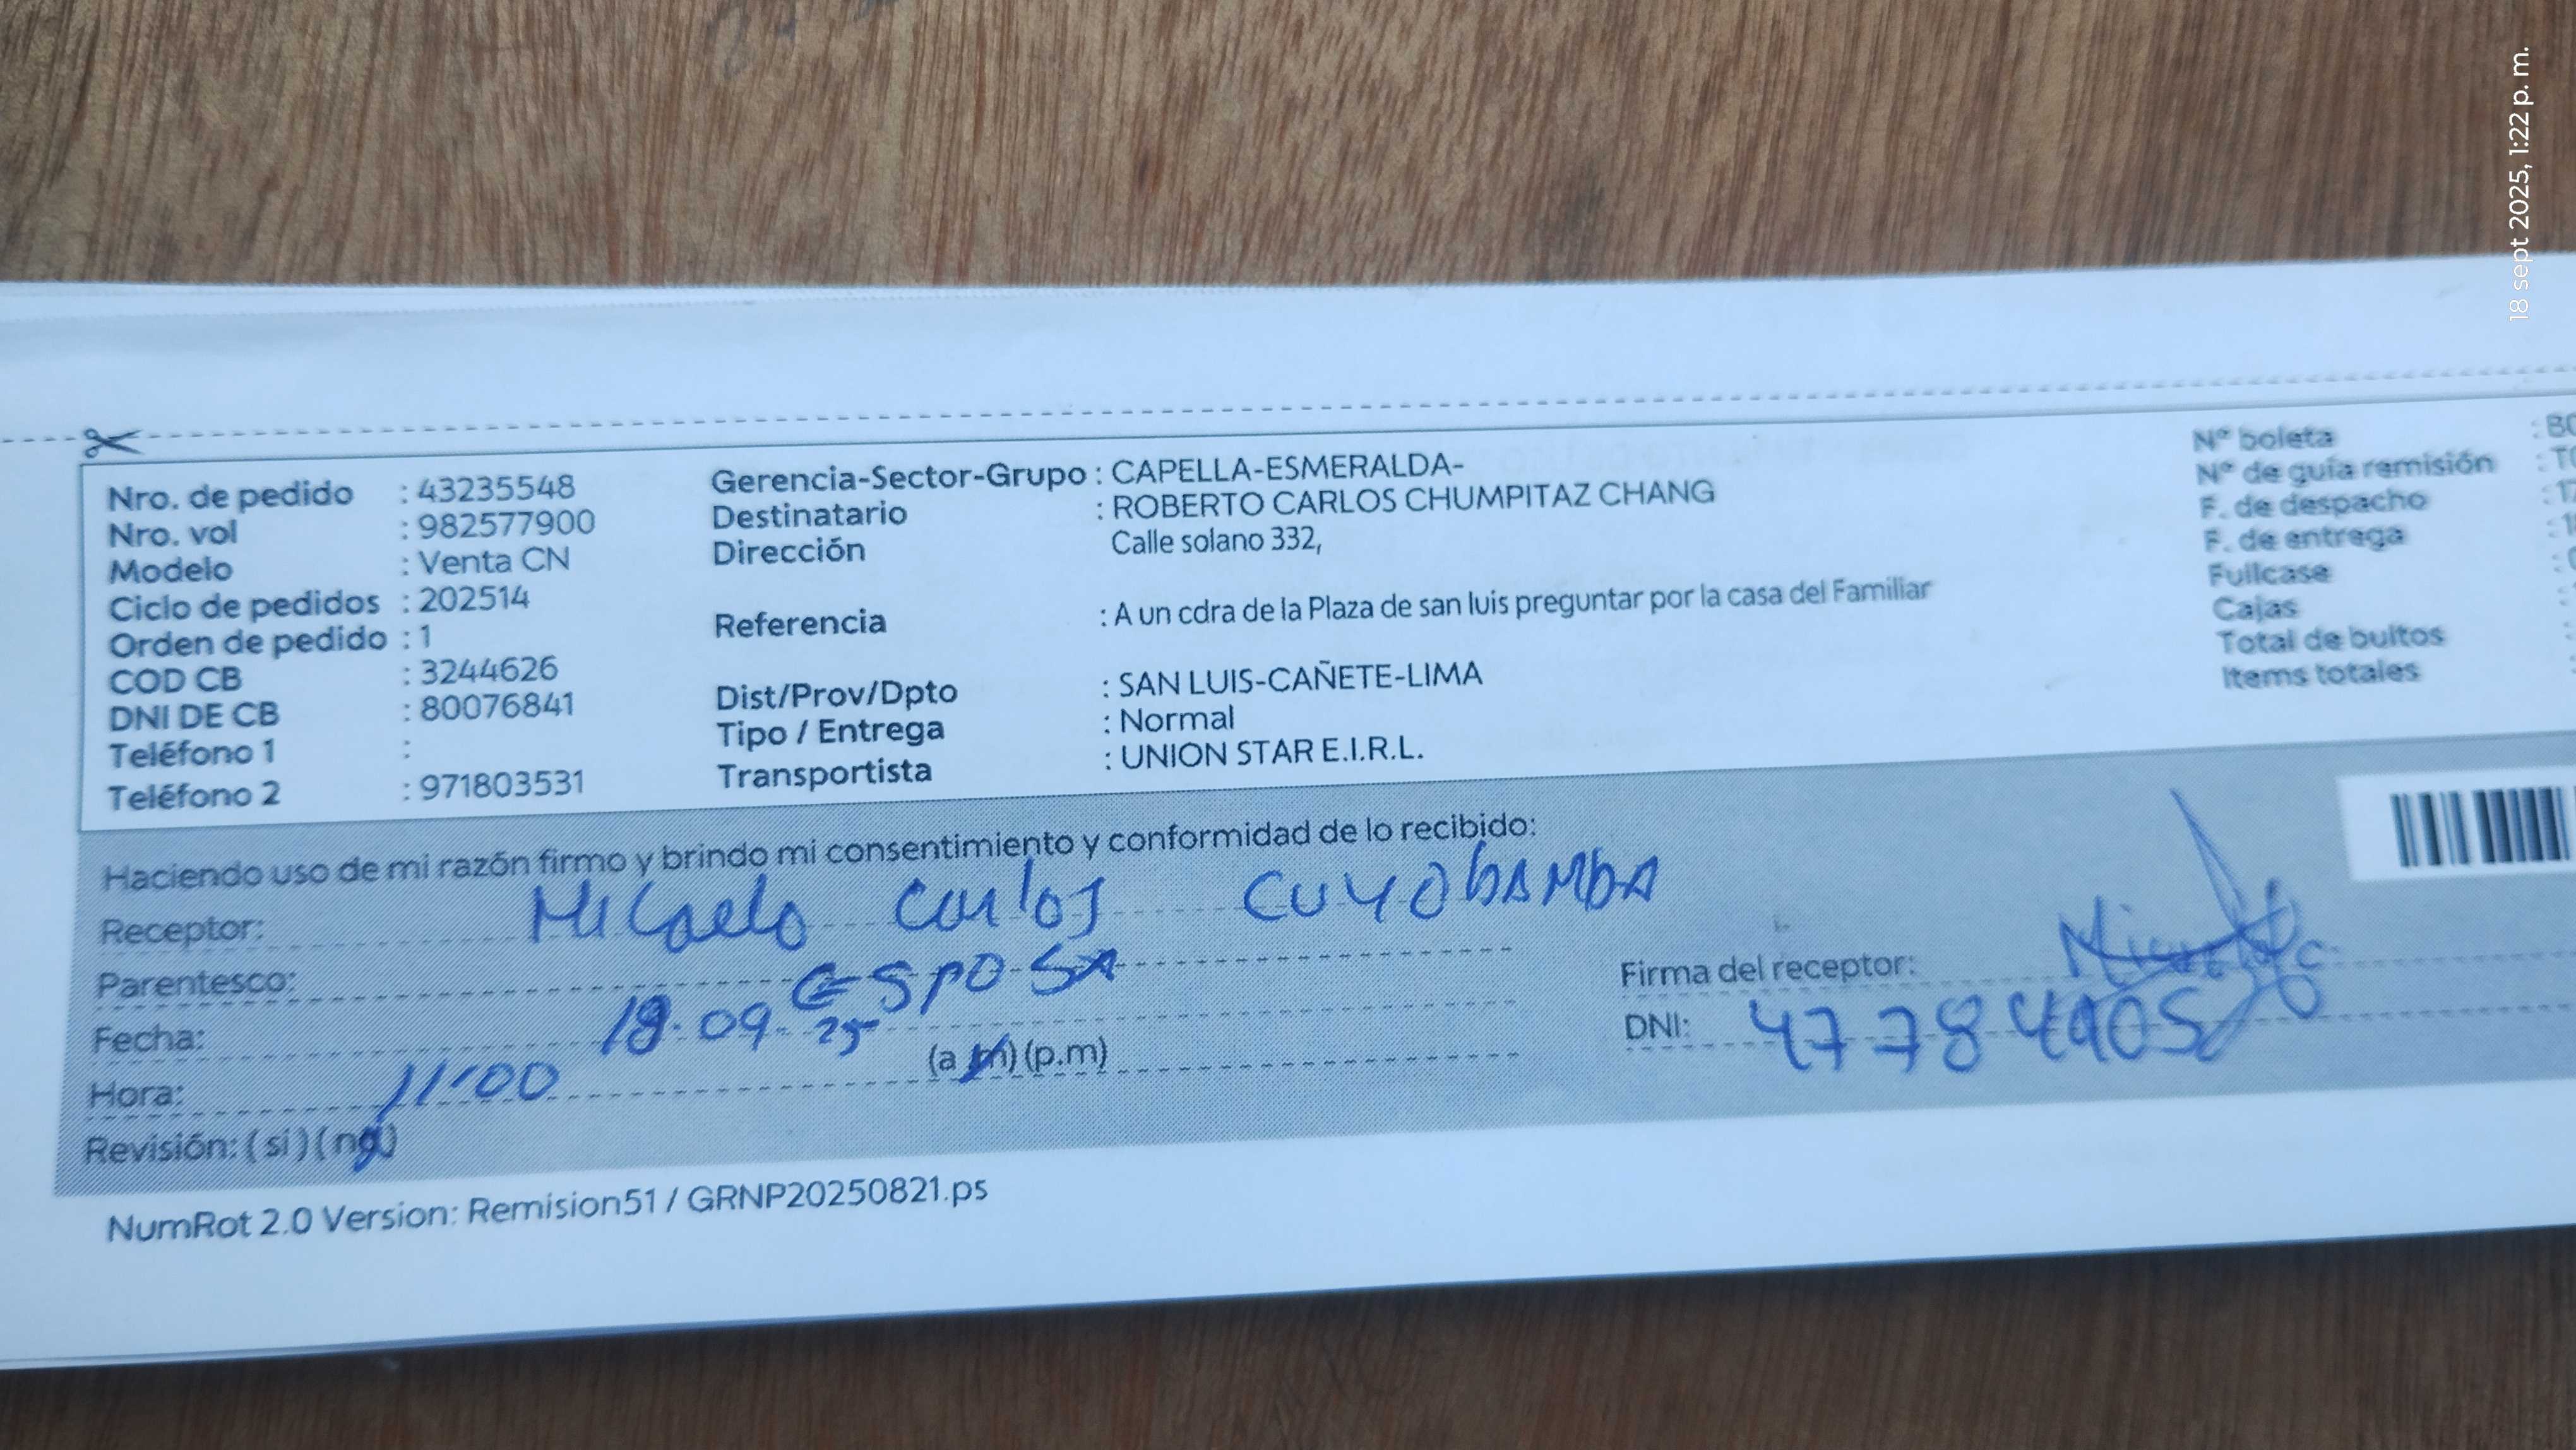 18 sept 2025, 1:22 p. m.
Nro. de pedido : 43235548
Nro. vol : 982577900
Modelo : Venta CN
Ciclo de pedidos : 202514
Orden de pedido : 1
COD CB : 3244626
DNI DE CB : 80076841
Teléfono 1 :
Teléfono 2 : 971803531
Gerencia-Sector-Grupo : CAPELLA-ESMERALDA-
Destinatario : ROBERTO CARLOS CHUMPITAZ CHANG
Dirección Calle solano 332,
Referencia : A un cdra de la Plaza de san luis preguntar por la casa del Familiar
Dist/Prov/Dpto : SAN LUIS-CAÑETE-LIMA
Tipo / Entrega : Normal
Transportista : UNION STAR E.I.R.L.
N° boleta
N° de guía remisión
F. de despacho
F. de entrega
Fullcase
Cajas
Total de bultos
Items totales
Haciendo uso de mi razón firmo y brindo mi consentimiento y conformidad de lo recibido:
Receptor: Micaela Carlos CUYObAMbA
Parentesco: ESPOSA
Fecha: 18.09.25
Hora: 11:00 (a.m) (p.m)
Revisión: (si) (no)
Firma del receptor:
DNI:
NumRot 2.0 Version: Remision51 / GRNP20250821.ps